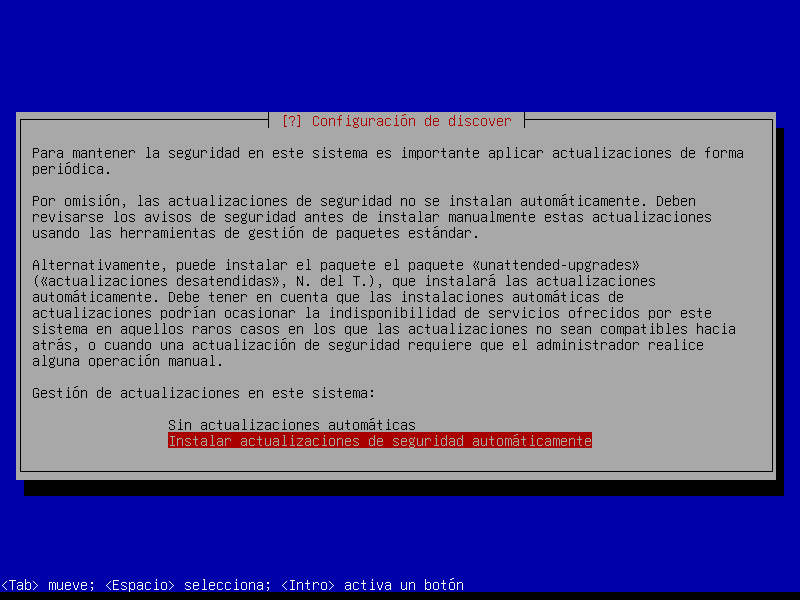 [?] Configuración de discover
Para mantener la seguridad en este sistema es importante aplicar actualizaciones de forma
periódica.
Por omisión, las actualizaciones de seguridad no se instalan automáticamente. Deben
revisarse los avisos de seguridad antes de instalar manualmente estas actualizaciones
usando las herramientas de gestión de paquetes estándar.
Alternativamente, puede instalar el paquete el paquete «unattended-upgrades»
(«actualizaciones desatendidas», N. del T.), que instalará las actualizaciones
automáticamente. Debe tener en cuenta que las instalaciones automáticas de
actualizaciones podrían ocasionar la indisponibilidad de servicios ofrecidos por este
sistema en aquellos raros casos en los que las actualizaciones no sean compatibles hacia
atrás, o cuando una actualización de seguridad requiere que el administrador realice
alguna operación manual.
Gestión de actualizaciones en este sistema:
Sin actualizaciones automáticas
Instalar actualizaciones de seguridad automáticamente
<Tab> mueve; <Espacio> selecciona; <Intro> activa un botón